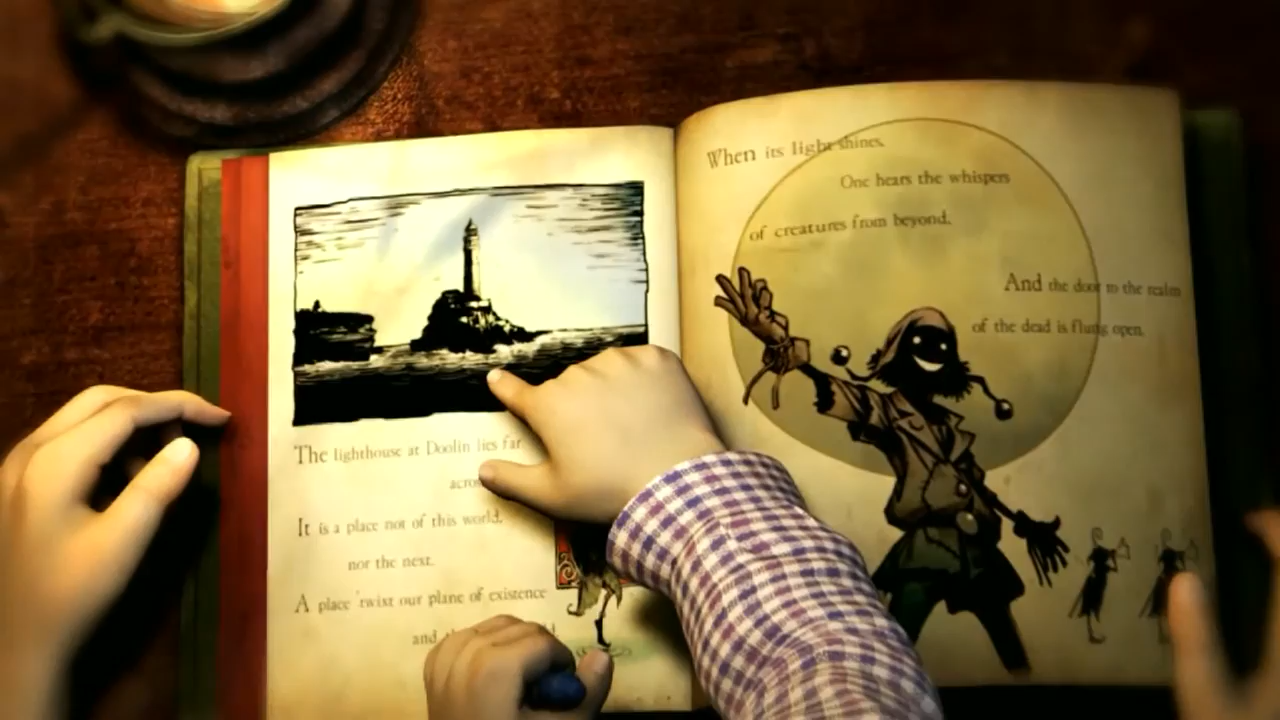 The lighthouse at Doolin lies far
It is a place not of this world,
nor the next.
A place 'twixt our plane of existence
and
When its light shines,
One hears the whispers
of creatures from beyond,
And the door to the realm
of the dead is flung open.